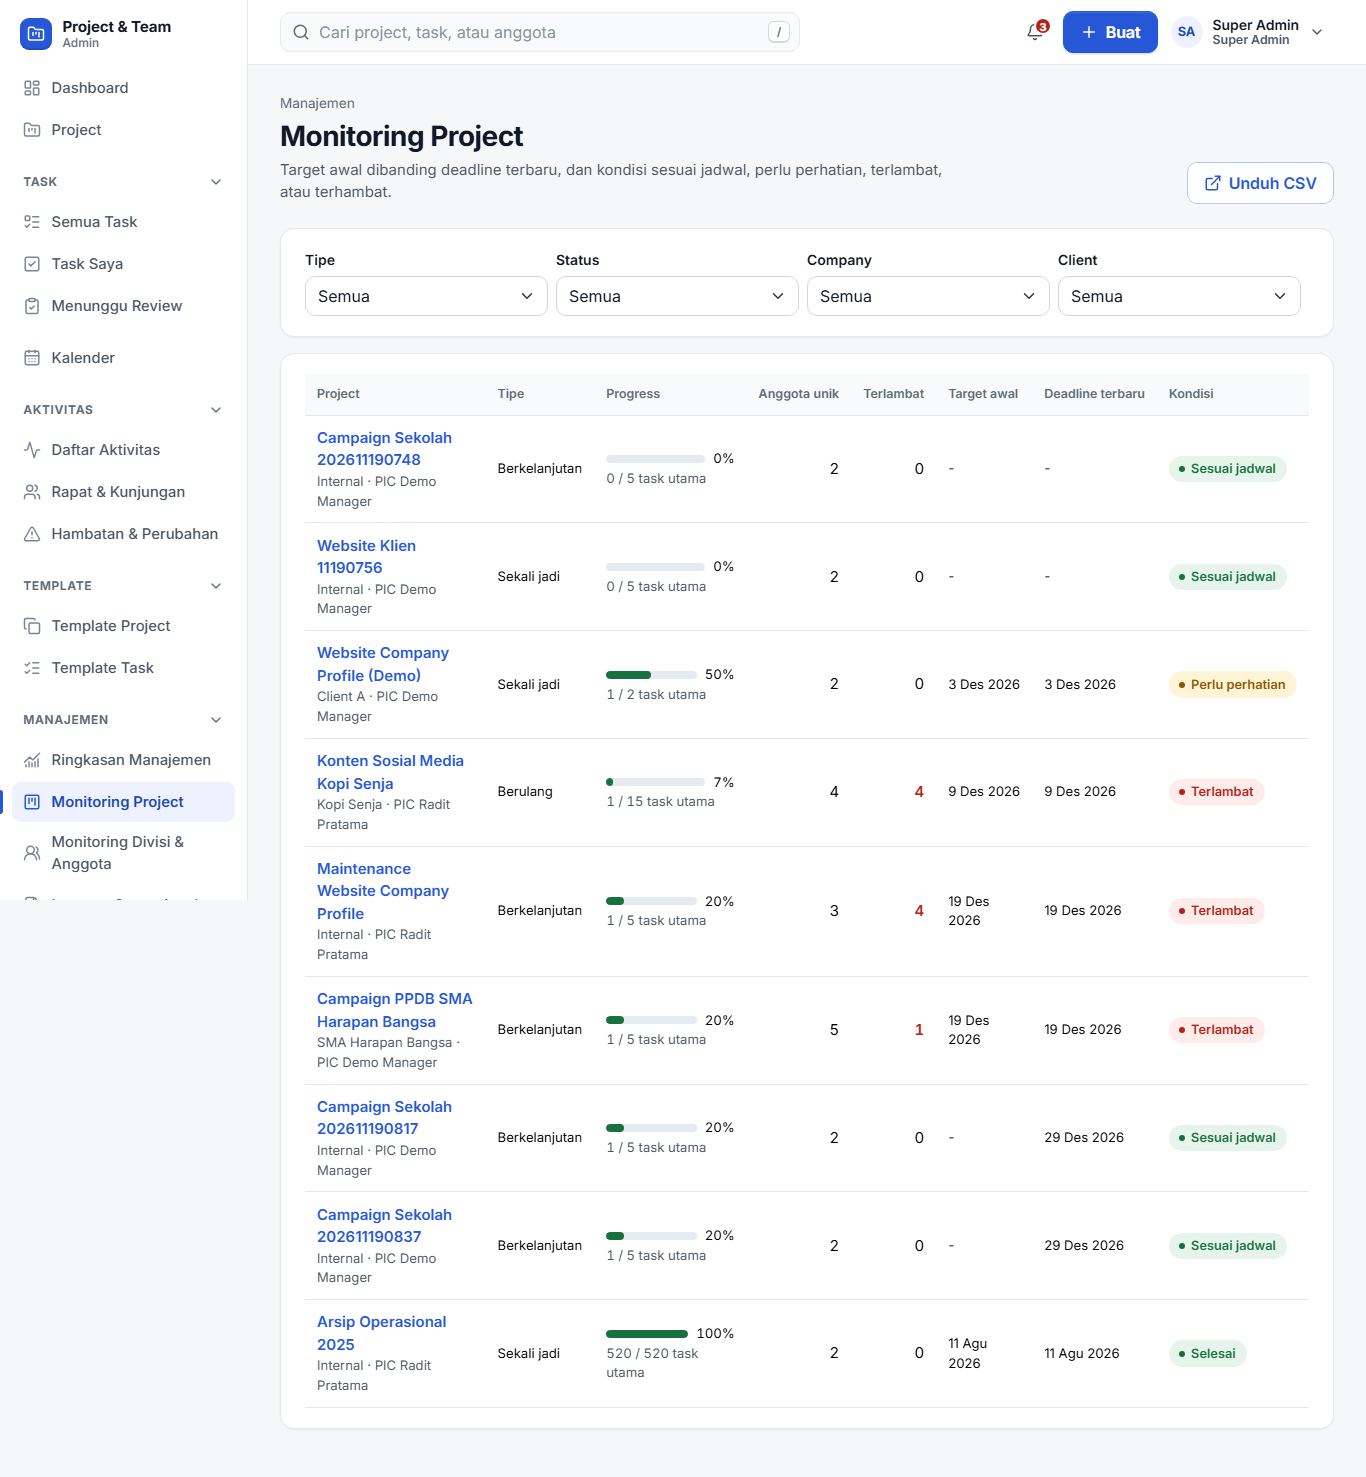 Project & Team
Admin
Dashboard
Project
TASK
Semua Task
Task Saya
Menunggu Review
Kalender
AKTIVITAS
Daftar Aktivitas
Rapat & Kunjungan
Hambatan & Perubahan
TEMPLATE
Template Project
Template Task
MANAJEMEN
Ringkasan Manajemen
Monitoring Project
Monitoring Divisi &
Anggota
Cari project, task, atau anggota
/
3
Buat
SA
Super Admin
Super Admin
Manajemen
Monitoring Project
Target awal dibanding deadline terbaru, dan kondisi sesuai jadwal, perlu perhatian, terlambat,
atau terhambat.
Unduh CSV
Tipe Status Company Client
Semua Semua Semua Semua
Project Tipe Progress Anggota unik Terlambat Target awal Deadline terbaru Kondisi
Campaign Sekolah
202611190748
Internal · PIC Demo
Manager
Berkelanjutan
0%
0 / 5 task utama
2
0
-
-
Sesuai jadwal
Website Klien
11190756
Internal · PIC Demo
Manager
Sekali jadi
0%
0 / 5 task utama
2
0
-
-
Sesuai jadwal
Website Company
Profile (Demo)
Client A · PIC Demo
Manager
Sekali jadi
50%
1 / 2 task utama
2
0
3 Des 2026
3 Des 2026
Perlu perhatian
Konten Sosial Media
Kopi Senja
Kopi Senja · PIC Radit
Pratama
Berulang
7%
1 / 15 task utama
4
4
9 Des 2026
9 Des 2026
Terlambat
Maintenance
Website Company
Profile
Internal · PIC Radit
Pratama
Berkelanjutan
20%
1 / 5 task utama
3
4
19 Des
2026
19 Des 2026
Terlambat
Campaign PPDB SMA
Harapan Bangsa
SMA Harapan Bangsa ·
PIC Demo Manager
Berkelanjutan
20%
1 / 5 task utama
5
1
19 Des
2026
19 Des 2026
Terlambat
Campaign Sekolah
202611190817
Internal · PIC Demo
Manager
Berkelanjutan
20%
1 / 5 task utama
2
0
-
29 Des 2026
Sesuai jadwal
Campaign Sekolah
202611190837
Internal · PIC Demo
Manager
Berkelanjutan
20%
1 / 5 task utama
2
0
-
29 Des 2026
Sesuai jadwal
Arsip Operasional
2025
Internal · PIC Radit
Pratama
Sekali jadi
100%
520 / 520 task
utama
2
0
11 Agu
2026
11 Agu 2026
Selesai